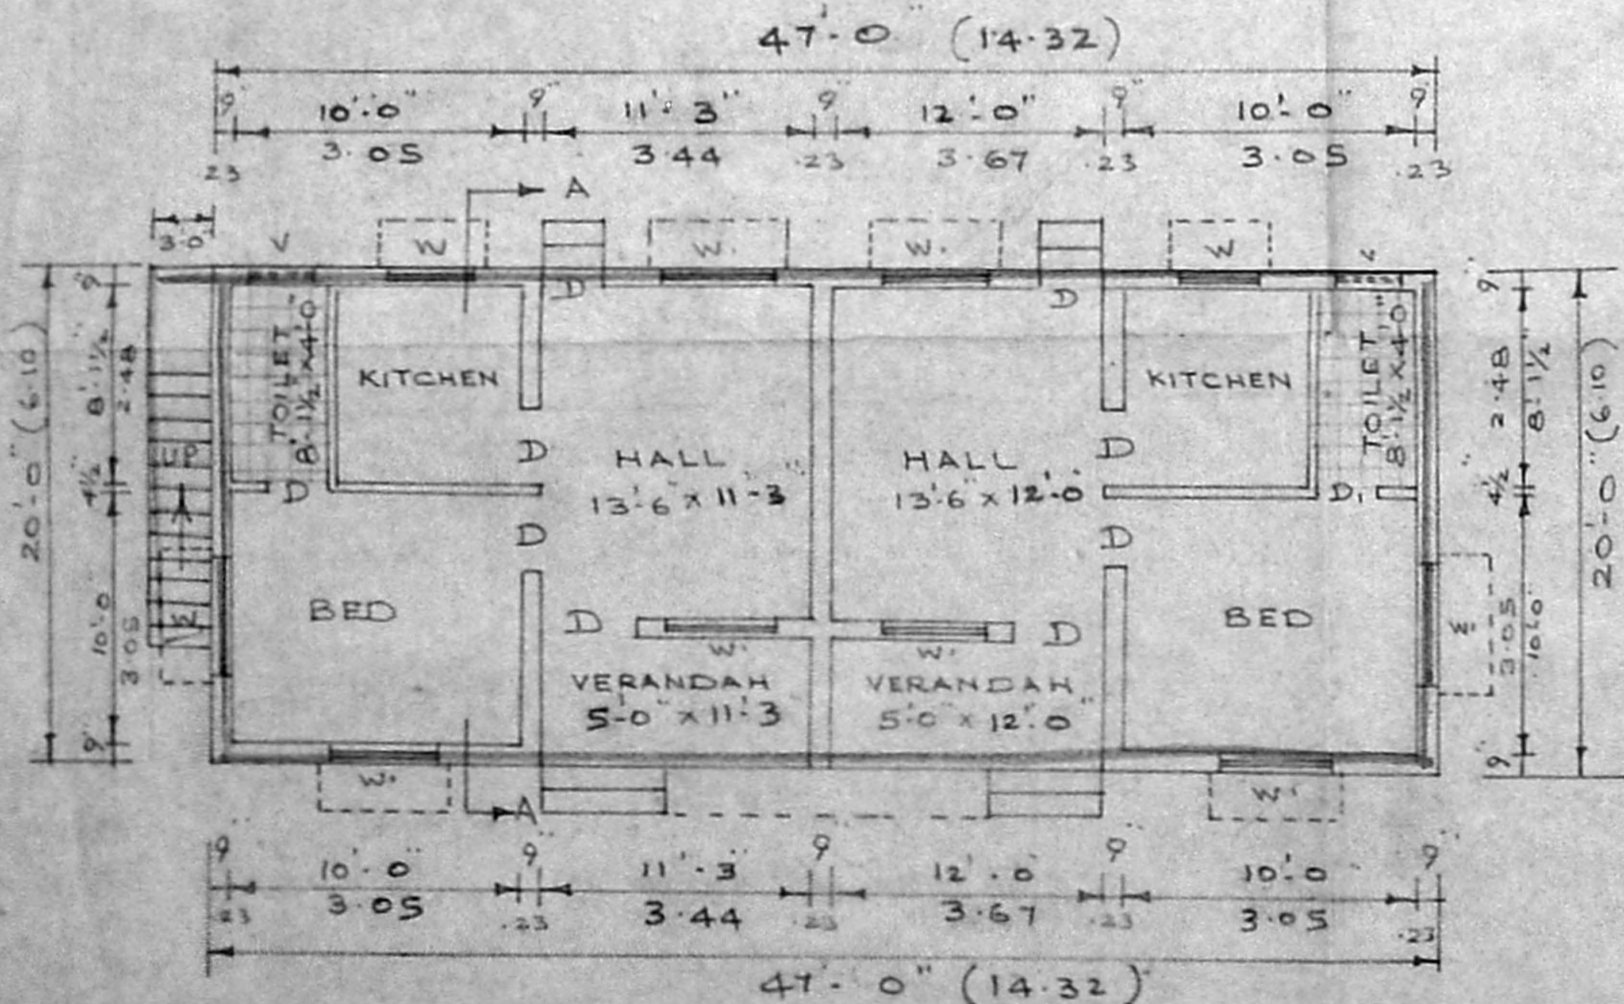 47'-0" (14.32)
9" 10'-0" 9" 11'-3" 9" 12'-0" 9" 10'-0" 9"
23 3.05 3.44 .23 3.67 .23 3.05 .23
A
3'-0" V W W. W. W V
D D
9" 9"
20'-0" (6.10) 8'-1½" 2.48 TOILET 8'-1½" x 4'-0" KITCHEN KITCHEN TOILET 8'-1½" x 4'-0" 2.48 8'-1½" 20'-0" (6.10)
UP D HALL HALL D
4½" D 13'-6" x 11'-3" 13'-6" x 12'-0" D1 4½"
D D
10'-0 3.05 W BED BED W. 3.05 10'-0
D W. W. D
VERANDAH VERANDAH
5'-0" x 11'-3" 5'-0" x 12'-0"
9" 9"
W. A W.
9" 10'-0" 9" 11'-3" 9" 12'-0 9" 10'-0 9"
23 3.05 .23 3.44 .23 3.67 .23 3.05 .23
47'-0" (14.32)